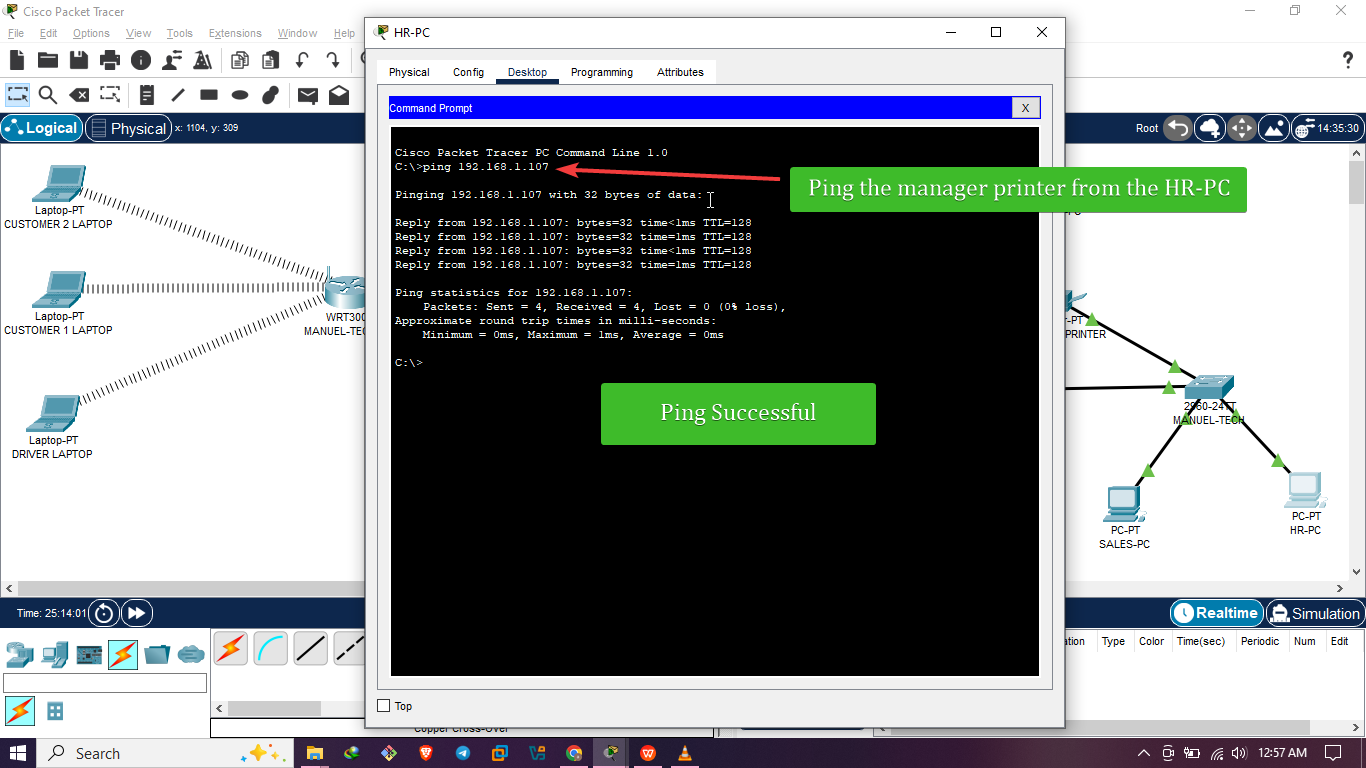 Cisco Packet Tracer
File Edit Options View Tools Extensions Window Help
Logical
Physical
x: 1104, y: 309
Root
14:35:30
HR-PC
Physical Config Desktop Programming Attributes
Command Prompt
X
Cisco Packet Tracer PC Command Line 1.0
C:\>ping 192.168.1.107
Pinging 192.168.1.107 with 32 bytes of data:
Reply from 192.168.1.107: bytes=32 time<1ms TTL=128
Reply from 192.168.1.107: bytes=32 time=1ms TTL=128
Reply from 192.168.1.107: bytes=32 time<1ms TTL=128
Reply from 192.168.1.107: bytes=32 time=1ms TTL=128
Ping statistics for 192.168.1.107:
Packets: Sent = 4, Received = 4, Lost = 0 (0% loss),
Approximate round trip times in milli-seconds:
Minimum = 0ms, Maximum = 1ms, Average = 0ms
C:\>
Ping the manager printer from the HR-PC
Ping Successful
Top
Laptop-PT
CUSTOMER 2 LAPTOP
Laptop-PT
CUSTOMER 1 LAPTOP
Laptop-PT
DRIVER LAPTOP
WRT300
MANUEL-TEC
r-PT
PRINTER
2960-24TT
MANUEL-TECH
PC-PT
SALES-PC
PC-PT
HR-PC
Time: 25:14:01
Realtime
Simulation
ation Type Color Time(sec) Periodic Num Edit
Copper Cross-Over
Search
12:57 AM